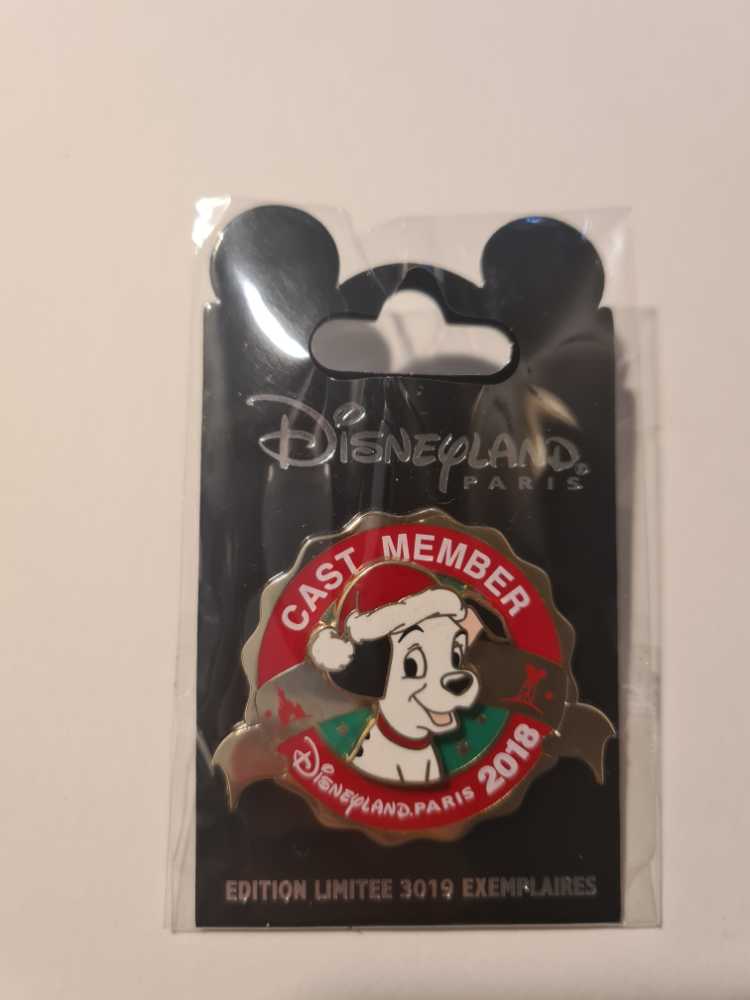 Disneyland
PARIS
CAST MEMBER
Disneyland PARIS 2018
EDITION LIMITEE 3019 EXEMPLAIRES